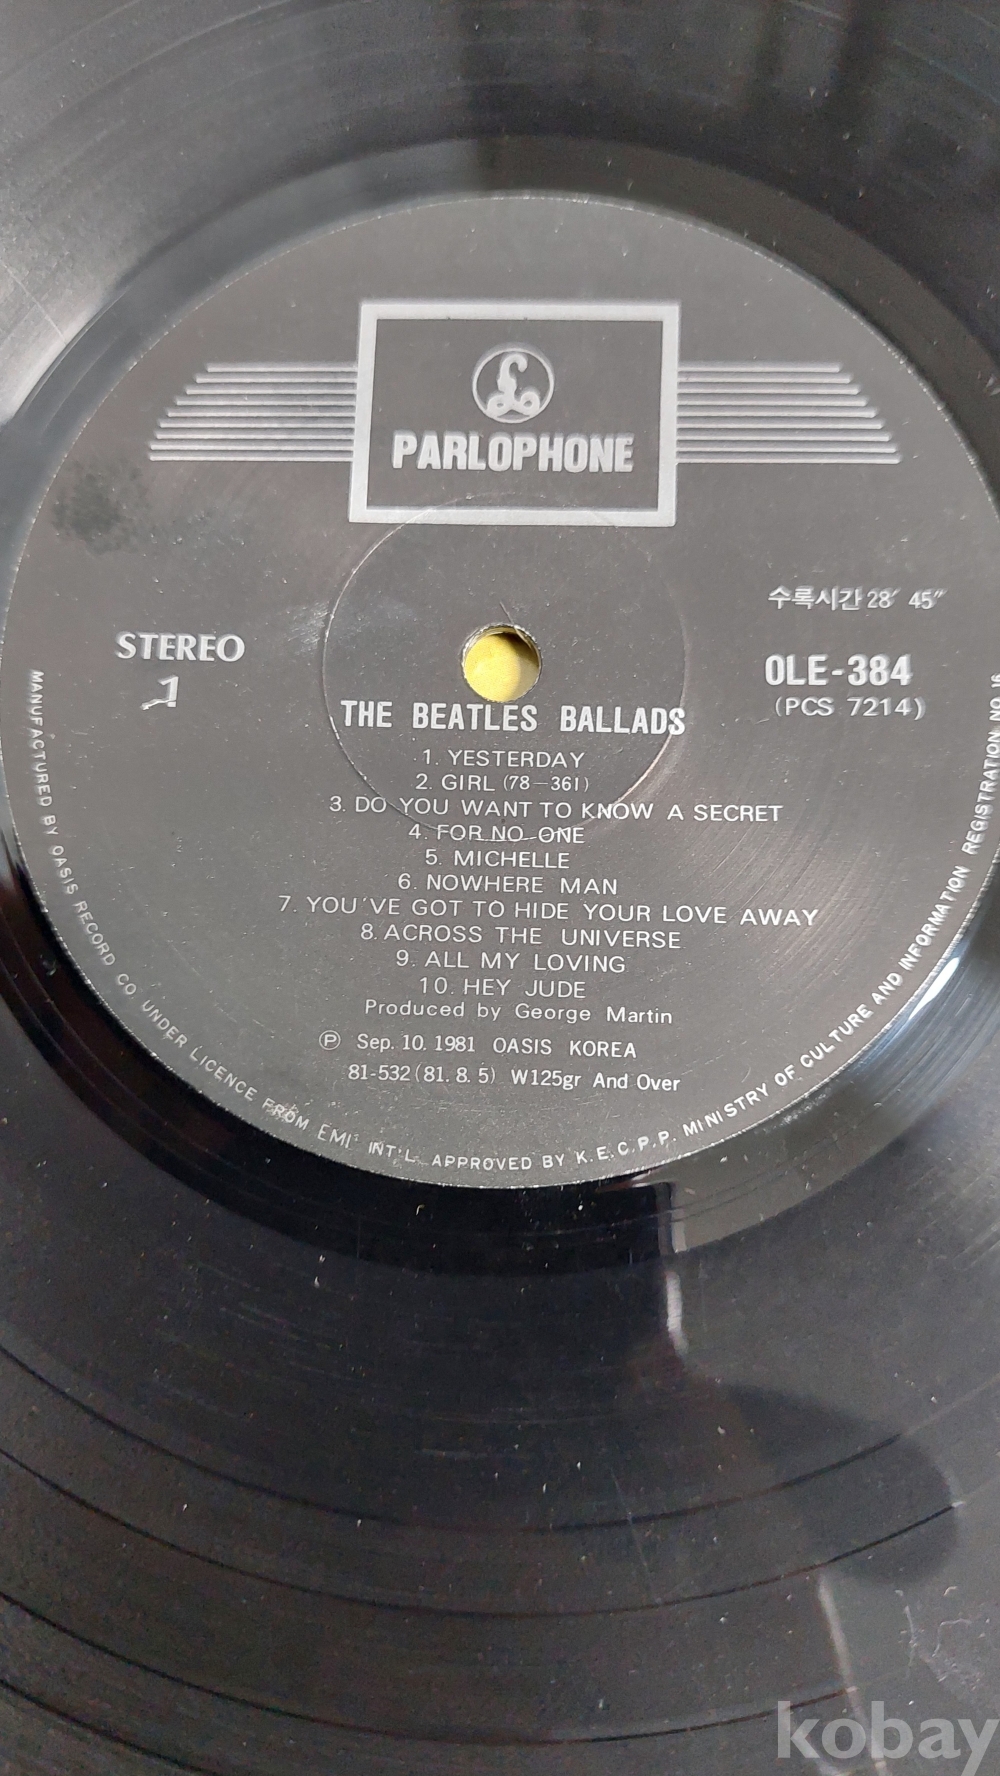 PARLOPHONE
수록시간 28′ 45″
STEREO
1
OLE-384
(PCS 7214)
THE BEATLES BALLADS
1. YESTERDAY
2. GIRL (78-361)
3. DO YOU WANT TO KNOW A SECRET
4. FOR NO ONE
5. MICHELLE
6. NOWHERE MAN
7. YOU'VE GOT TO HIDE YOUR LOVE AWAY
8. ACROSS THE UNIVERSE
9. ALL MY LOVING
10. HEY JUDE
Produced by George Martin
Ⓟ Sep. 10. 1981 OASIS KOREA
81-532 (81. 8. 5) W125gr And Over
MANUFACTURED BY OASIS RECORD CO UNDER LICENCE FROM EMI INT'L. APPROVED BY K.E.C.P.P. MINISTRY OF CULTURE AND INFORMATION REGISTRATION NO. 16
kobay